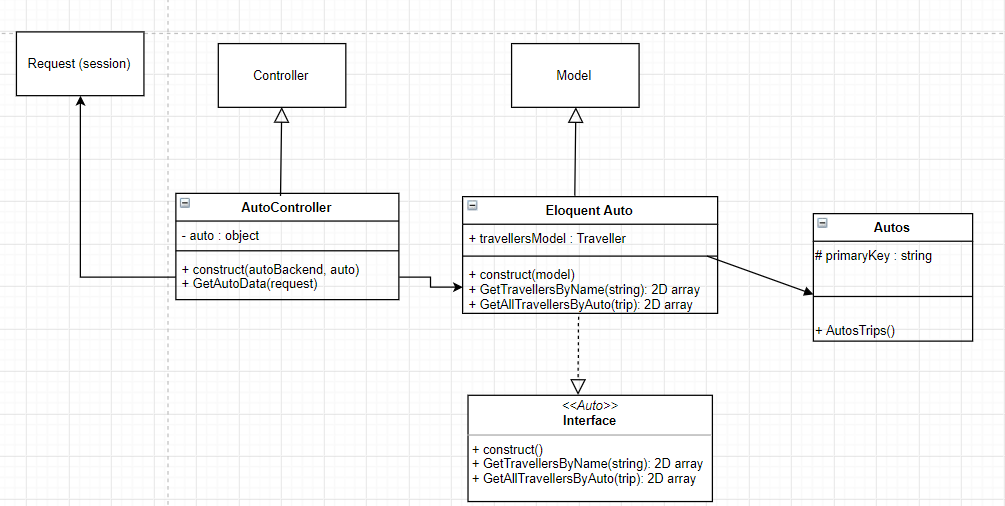 Request (session)
Controller
Model
AutoController
- auto : object
+ construct(autoBackend, auto)
+ GetAutoData(request)
Eloquent Auto
+ travellersModel : Traveller
+ construct(model)
+ GetTravellersByName(string): 2D array
+ GetAllTravellersByAuto(trip): 2D array
Autos
# primaryKey : string
+ AutosTrips()
<<Auto>>
Interface
+ construct()
+ GetTravellersByName(string): 2D array
+ GetAllTravellersByAuto(trip): 2D array